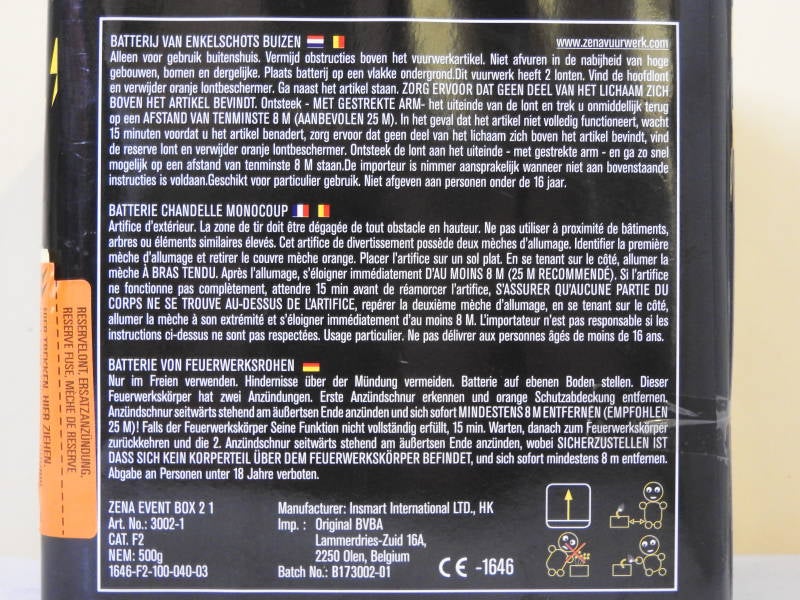 BATTERIJ VAN ENKELSCHOTS BUIZEN
www.zenavuurwerk.com
Alleen voor gebruik buitenshuis. Vermijd obstructies boven het vuurwerkartikel. Niet afvuren in de nabijheid van hoge
gebouwen, bomen en dergelijke. Plaats batterij op een vlakke ondergrond.Dit vuurwerk heeft 2 lonten. Vind de hoofdlont
en verwijder oranje lontbeschermer. Ga naast het artikel staan. ZORG ERVOOR DAT GEEN DEEL VAN HET LICHAAM ZICH
BOVEN HET ARTIKEL BEVINDT. Ontsteek - MET GESTREKTE ARM- het uiteinde van de lont en trek u onmiddellijk terug
op een AFSTAND VAN TENMINSTE 8 M (AANBEVOLEN 25 M). In het geval dat het artikel niet volledig functioneert, wacht
15 minuten voordat u het artikel benadert, zorg ervoor dat geen deel van het lichaam zich boven het artikel bevindt, vind
de reserve lont en verwijder oranje lontbeschermer. Ontsteek de lont aan het uiteinde - met gestrekte arm - en ga zo snel
mogelijk op een afstand van tenminste 8 M staan.De importeur is nimmer aansprakelijk wanneer niet aan bovenstaande
instructies is voldaan.Geschikt voor particulier gebruik. Niet afgeven aan personen onder de 16 jaar.
BATTERIE CHANDELLE MONOCOUP
Artifice d'extérieur. La zone de tir doit être dégagée de tout obstacle en hauteur. Ne pas utiliser à proximité de bâtiments,
arbres ou éléments similaires élevés. Cet artifice de divertissement possède deux mèches d'allumage. Identifier la première
mèche d'allumage et retirer le couvre mèche orange. Placer l'artifice sur un sol plat. En se tenant sur le côté, allumer la
mèche À BRAS TENDU. Après l'allumage, s'éloigner immédiatement D'AU MOINS 8 M (25 M RECOMMENDÉ). Si l'artifice
ne fonctionne pas complètement, attendre 15 min avant de réamorcer l'artifice, S'ASSURER QU'AUCUNE PARTIE DU
CORPS NE SE TROUVE AU-DESSUS DE L'ARTIFICE, repérer la deuxième mèche d'allumage, en se tenant sur le coté,
allumer la mèche à son extrémité et s'éloigner immédiatement d'au moins 8 M. L'importateur n'est pas responsable si les
instructions ci-dessus ne sont pas respectées. Usage particulier. Ne pas délivrer aux personnes âgés de moins de 16 ans.
BATTERIE VON FEUERWERKSROHEN
Nur im Freien verwenden. Hindernisse über der Mündung vermeiden. Batterie auf ebenen Boden stellen. Dieser
Feuerwerkskörper hat zwei Anzündungen. Erste Anzündschnur erkennen und orange Schutzabdeckung entfernen.
Anzündschnur seitwärts stehend am äußertsen Ende anzünden und sich sofort MINDESTENS 8 M ENTFERNEN (EMPFOHLEN
25 M)! Falls der Feuerwerkskörper Seine Funktion nicht vollständig erfüllt, 15 min. Warten, danach zum Feuerwerkskörper
zurückkehren und die 2. Anzündschnur seitwärts stehend am äußertsen Ende anzünden, wobei SICHERZUSTELLEN IST
DASS SICH KEIN KORPERTEIL ÜBER DEM FEUERWERKSKÖRPER BEFINDET, und sich sofort mindestens 8 m entfernen.
Abgabe an Personen unter 18 Jahre verboten.
ZENA EVENT BOX 2 1
Art. No.: 3002-1
CAT. F2
NEM: 500g
1646-F2-100-040-03
Manufacturer: Insmart International LTD., HK
Imp. : Original BVBA
Lammerdries-Zuid 16A,
2250 Olen, Belgium
Batch No.: B173002-01
CE -1646
RESERVELONT. ERSATZANZÜNDUNG.
RESERVE FUSE. MÈCHE DE RESERVE
HIER TREKKEN. HIER ZIEHEN.